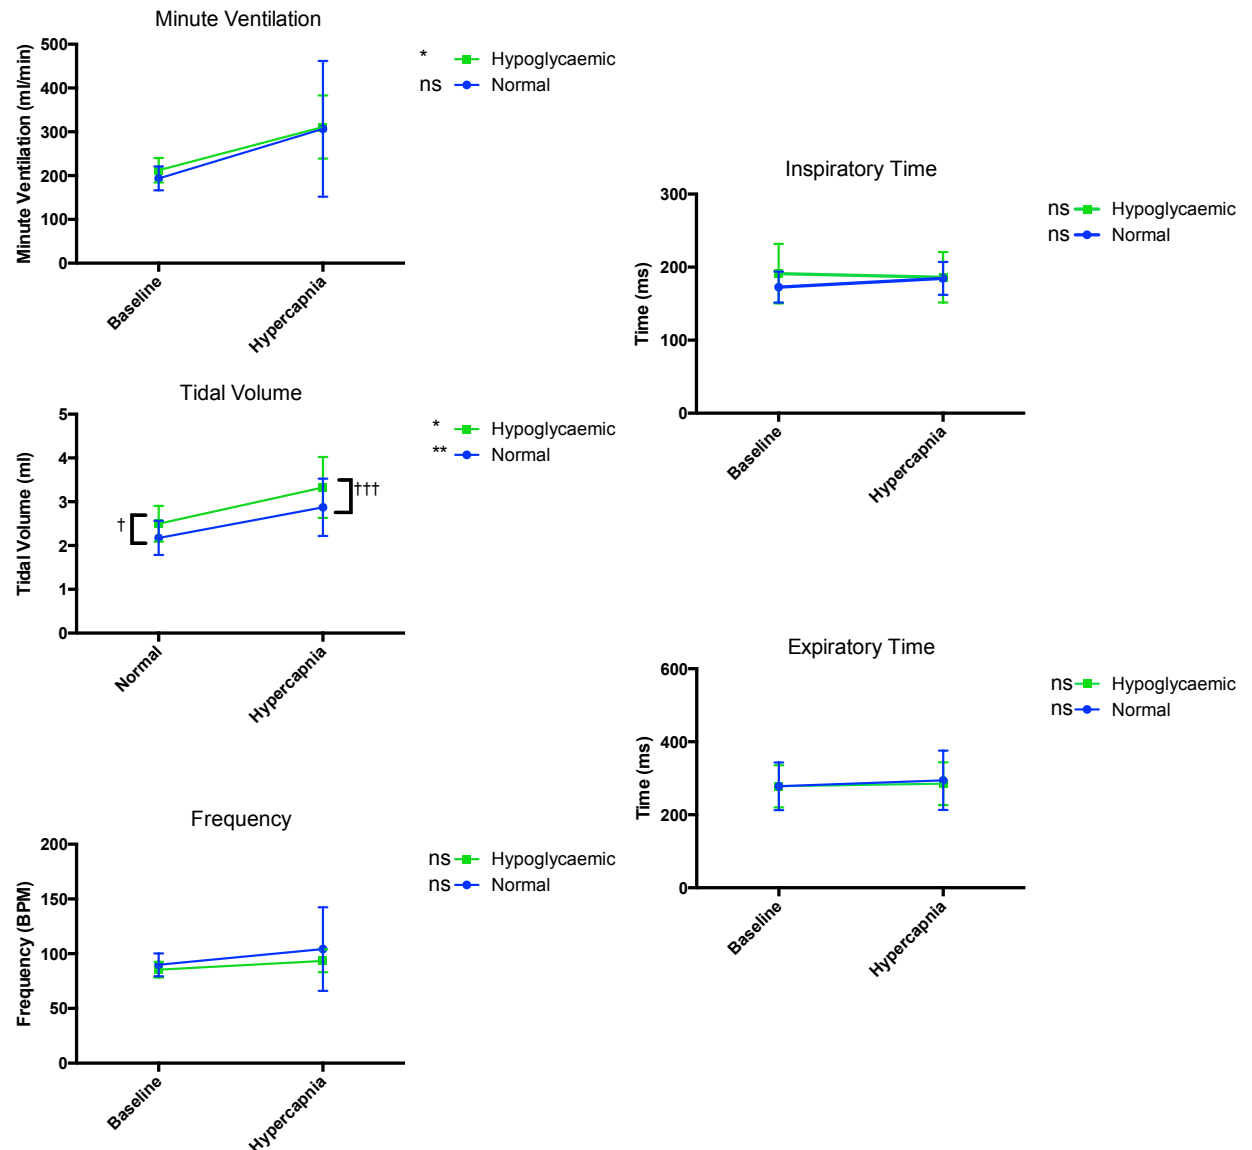 Minute Ventilation
Minute Ventilation (ml/min)
500
400
300
200
100
0
Baseline
Hypercapnia
* Hypoglycaemic
ns Normal
Tidal Volume
Tidal Volume (ml)
5
4
3
2
1
0
†
†††
Normal
Hypercapnia
* Hypoglycaemic
** Normal
Frequency
Frequency (BPM)
200
150
100
50
0
Baseline
Hypercapnia
ns Hypoglycaemic
ns Normal
Inspiratory Time
Time (ms)
300
200
100
0
Baseline
Hypercapnia
ns Hypoglycaemic
ns Normal
Expiratory Time
Time (ms)
600
400
200
0
Baseline
Hypercapnia
ns Hypoglycaemic
ns Normal